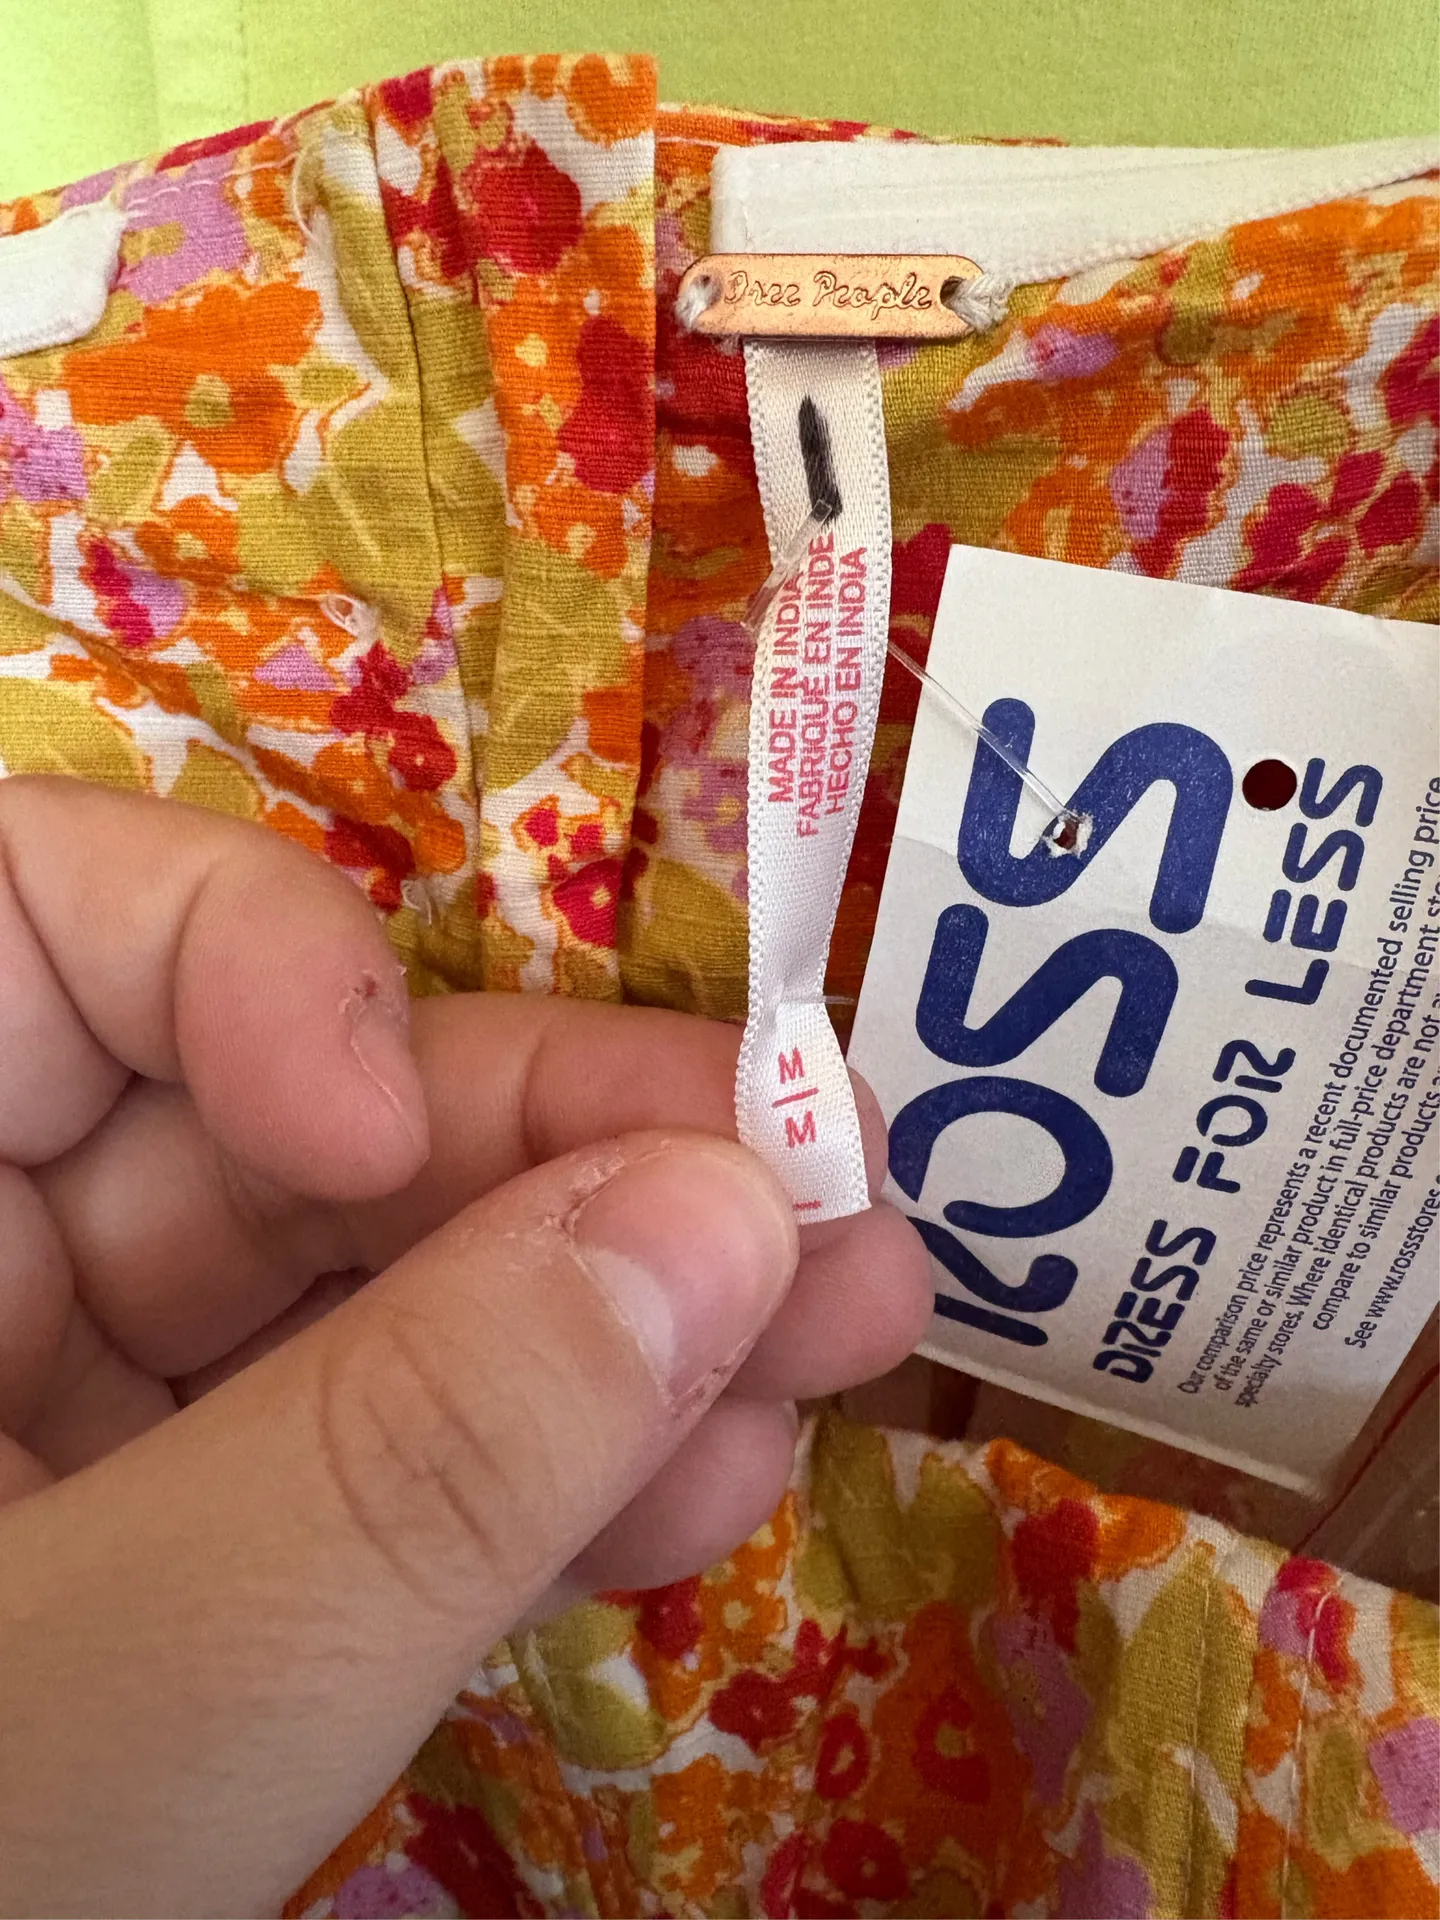 Free People
MADE IN INDIA
FABRIQUE EN INDE
HECHO EN INDIA
M
M
ROSS
DRESS FOR LESS
Our comparison price represents a recent documented selling price
of the same or similar product in full-price department
specialty stores. Where identical products are not
compare to similar products
See www.rossstores